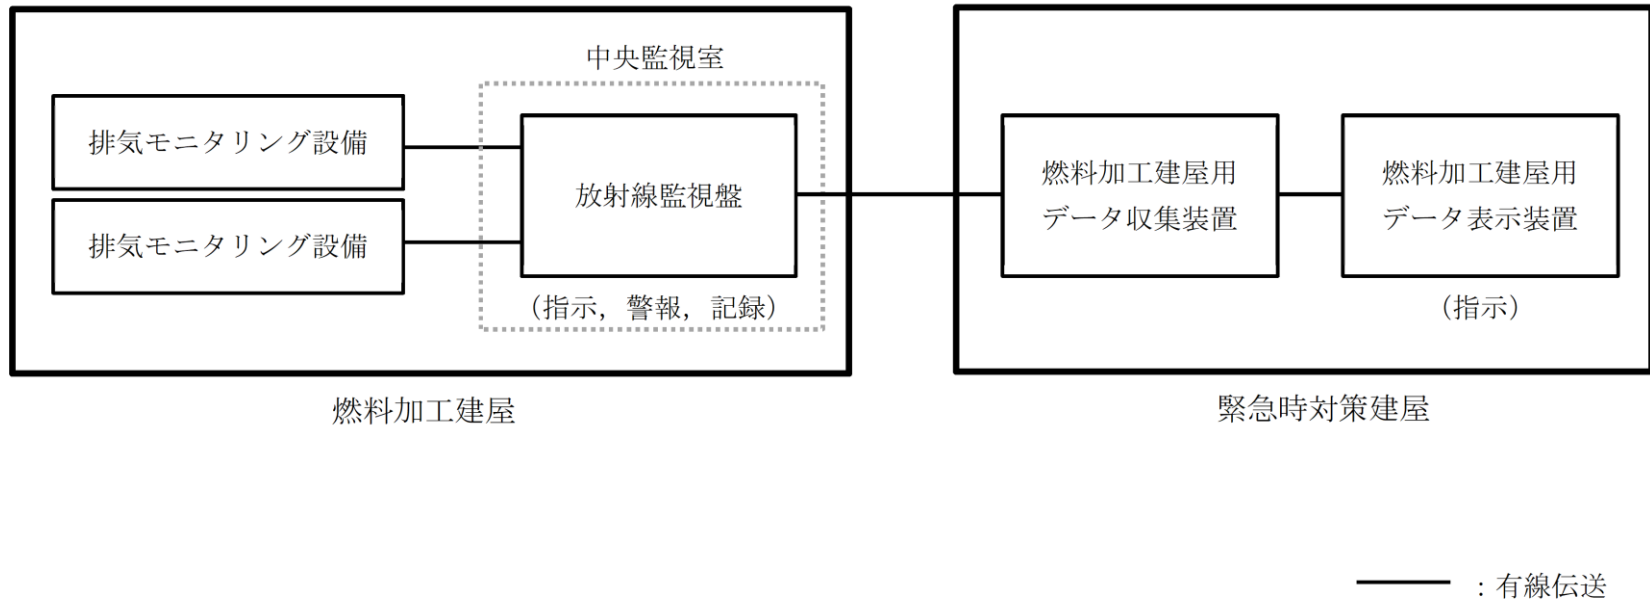 中央監視室
排気モニタリング設備
排気モニタリング設備
放射線監視盤
(指示，警報，記録)
燃料加工建屋
燃料加工建屋用
データ収集装置
燃料加工建屋用
データ表示装置
(指示)
緊急時対策建屋
：有線伝送